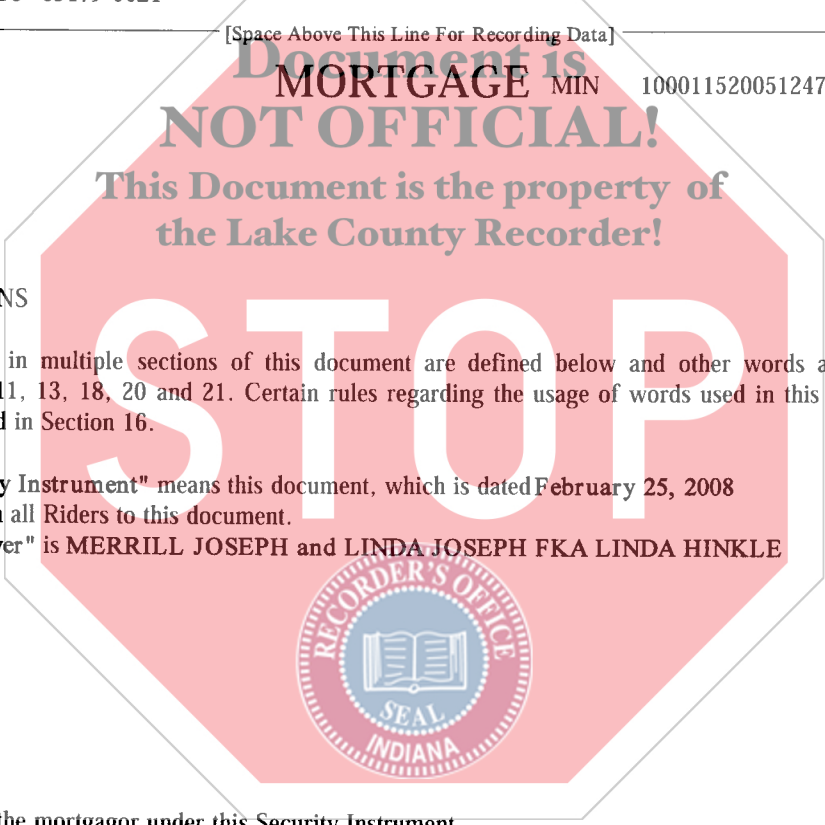 [Space Above This Line For Recording Data]
Document is
MORTGAGE MIN 100011520051247
NOT OFFICIAL!
This Document is the property of
the Lake County Recorder!
NS
STOP
in multiple sections of this document are defined below and other words a
11, 13, 18, 20 and 21. Certain rules regarding the usage of words used in this
d in Section 16.
y Instrument" means this document, which is dated February 25, 2008
all Riders to this document.
er" is MERRILL JOSEPH and LINDA JOSEPH FKA LINDA HINKLE
RECORDER'S OFFICE
SEAL
INDIANA
the mortgagor under this Security Instrument